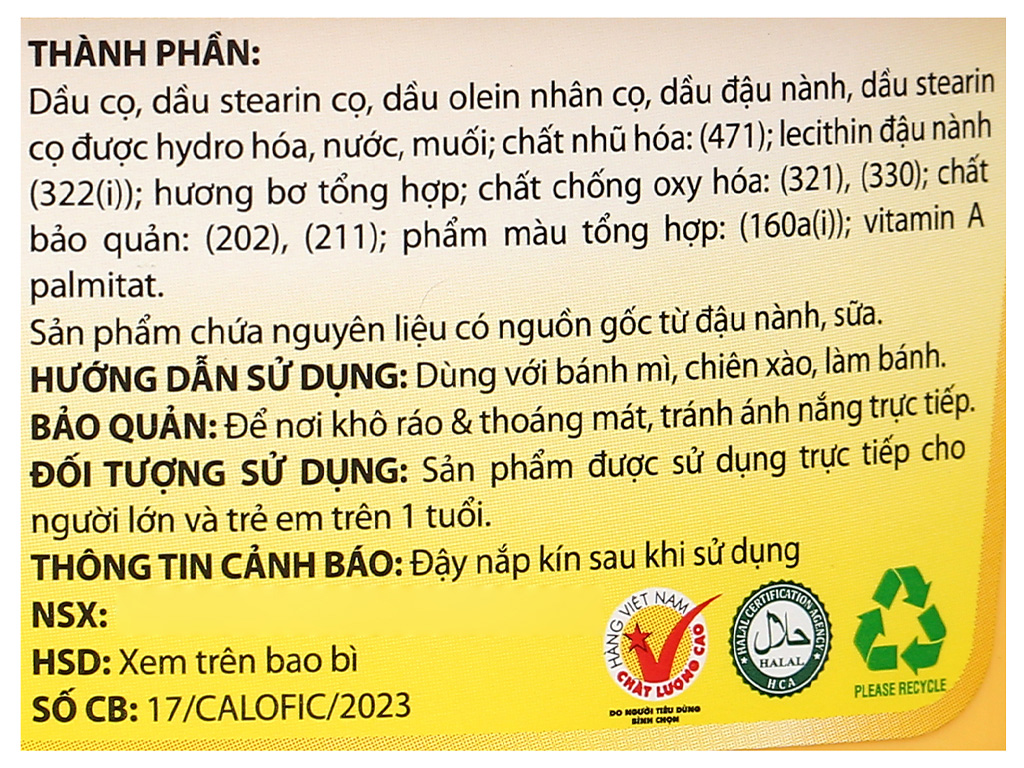 THÀNH PHẦN:
Dầu cọ, dầu stearin cọ, dầu olein nhân cọ, dầu đậu nành, dầu stearin
cọ được hydro hóa, nước, muối; chất nhũ hóa: (471); lecithin đậu nành
(322(i)); hương bơ tổng hợp; chất chống oxy hóa: (321), (330); chất
bảo quản: (202), (211); phẩm màu tổng hợp: (160a(i)); vitamin A
palmitat.
Sản phẩm chứa nguyên liệu có nguồn gốc từ đậu nành, sữa.
HƯỚNG DẪN SỬ DỤNG: Dùng với bánh mì, chiên xào, làm bánh.
BẢO QUẢN: Để nơi khô ráo & thoáng mát, tránh ánh nắng trực tiếp.
ĐỐI TƯỢNG SỬ DỤNG: Sản phẩm được sử dụng trực tiếp cho
người lớn và trẻ em trên 1 tuổi.
THÔNG TIN CẢNH BÁO: Đậy nắp kín sau khi sử dụng
NSX:
HSD: Xem trên bao bì
SỐ CB: 17/CALOFIC/2023
HÀNG VIỆT NAM
CHẤT LƯỢNG CAO
DO NGƯỜI TIÊU DÙNG
BÌNH CHỌN
HALAL CERTIFICATION AGENCY
حلال
HALAL
HCA
PLEASE RECYCLE